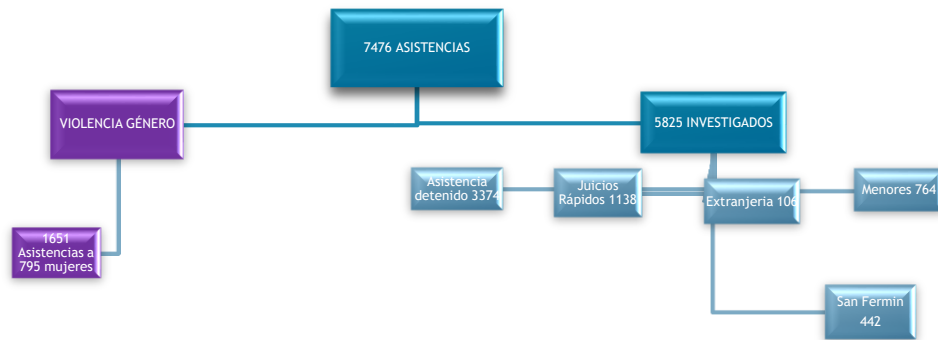 7476 ASISTENCIAS
VIOLENCIA GÉNERO
5825 INVESTIGADOS
Asistencia
detenido 3374
Juicios
Rápidos 1138
Extranjeria 106
Menores 764
1651
Asistencias a
795 mujeres
San Fermin
442